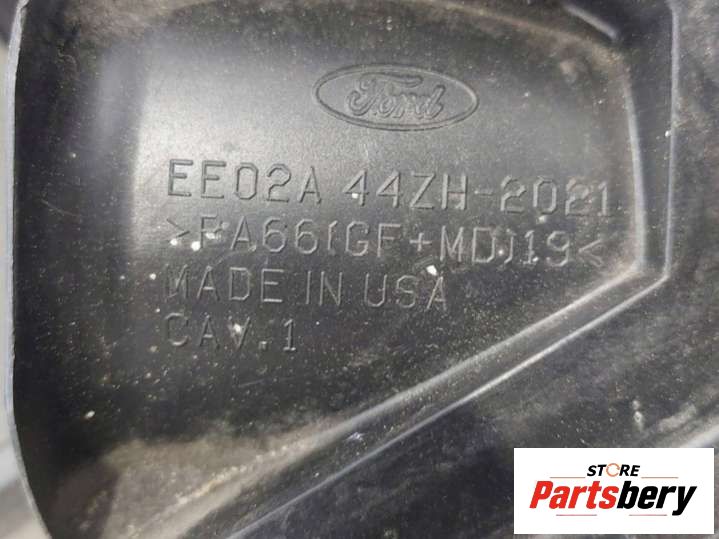 Ford
EE02A 44ZH-2021
>PA66(GF+MD)19<
MADE IN USA
CAV.1
STORE
Partsbery